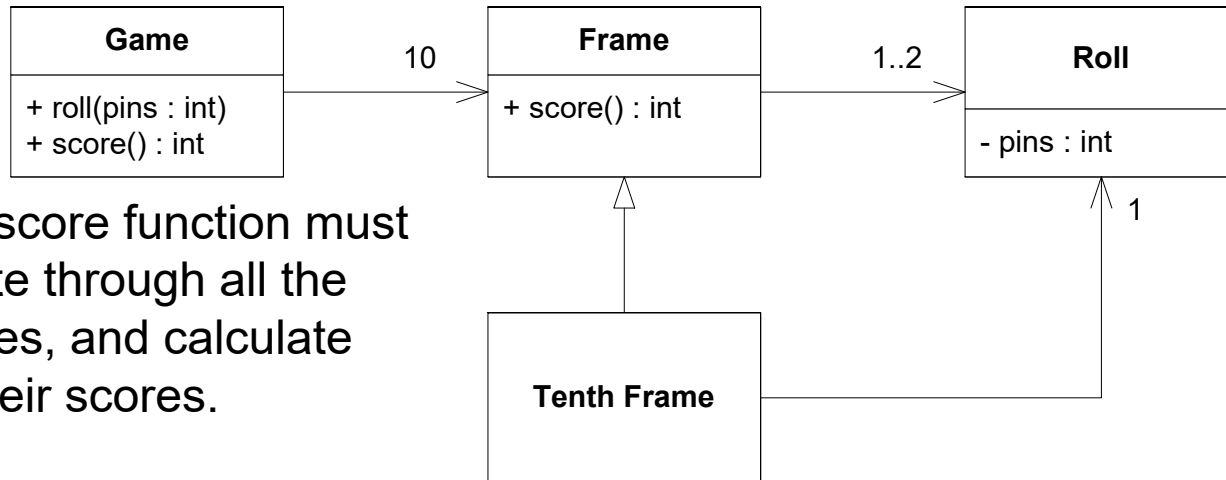 Game
10
Frame
1..2
Roll
+ roll(pins : int)
+ score() : int
+ score() : int
- pins : int
1
score function must
te through all the
es, and calculate
eir scores.
Tenth Frame